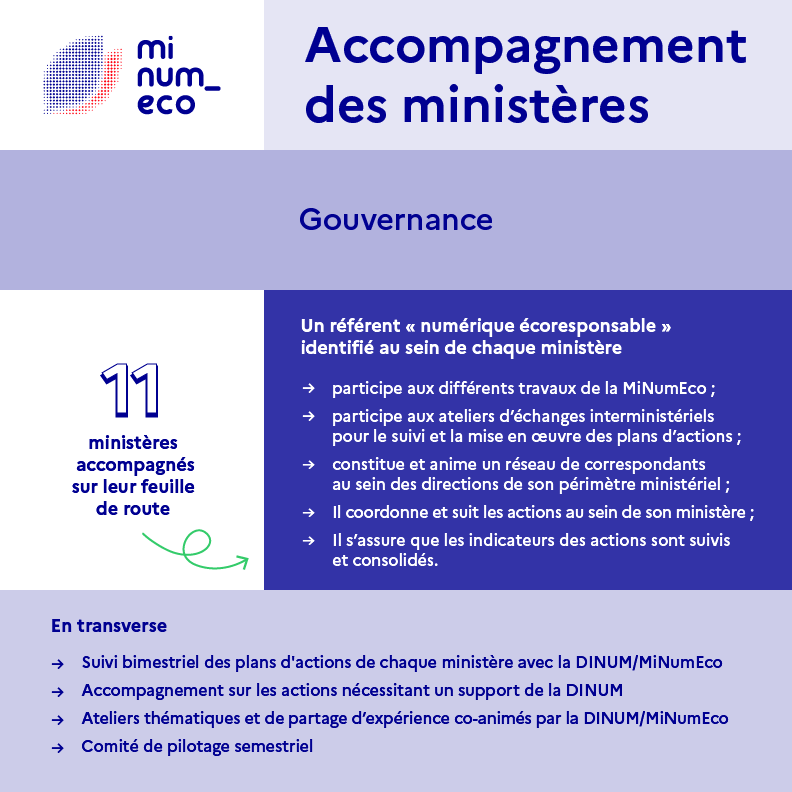 mi
num_
eco
Accompagnement
des ministères
Gouvernance
11
ministères
accompagnés
sur leur feuille
de route
Un référent « numérique écoresponsable »
identifié au sein de chaque ministère
→ participe aux différents travaux de la MiNumEco ;
→ participe aux ateliers d’échanges interministériels
pour le suivi et la mise en œuvre des plans d’actions ;
→ constitue et anime un réseau de correspondants
au sein des directions de son périmètre ministériel ;
→ Il coordonne et suit les actions au sein de son ministère ;
→ Il s’assure que les indicateurs des actions sont suivis
et consolidés.
En transverse
→ Suivi bimestriel des plans d'actions de chaque ministère avec la DINUM/MiNumEco
→ Accompagnement sur les actions nécessitant un support de la DINUM
→ Ateliers thématiques et de partage d’expérience co-animés par la DINUM/MiNumEco
→ Comité de pilotage semestriel